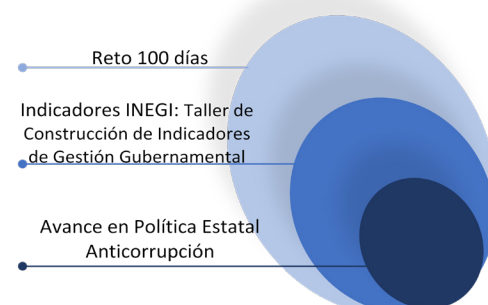 Reto 100 días
Indicadores INEGI: Taller de
Construcción de Indicadores
de Gestión Gubernamental
Avance en Política Estatal
Anticorrupción